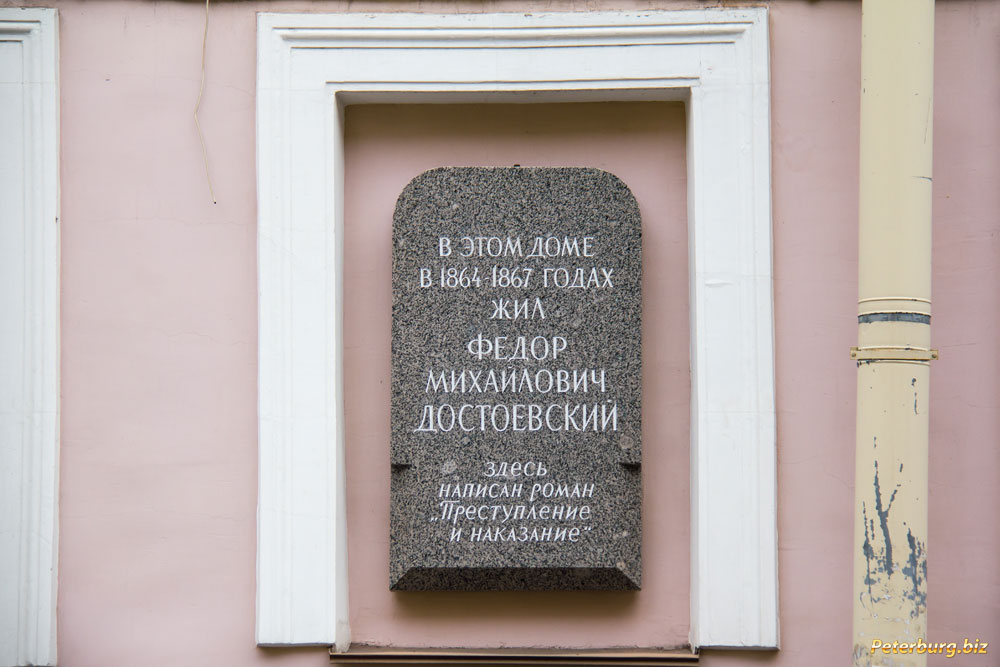 В ЭТОМ ДОМЕ
В 1864-1867 ГОДАХ
ЖИЛ
ФЕДОР
МИХАЙЛОВИЧ
ДОСТОЕВСКИЙ
ЗДЕСЬ
НАПИСАН РОМАН
„Преступление
и наказание“
Peterburg.biz